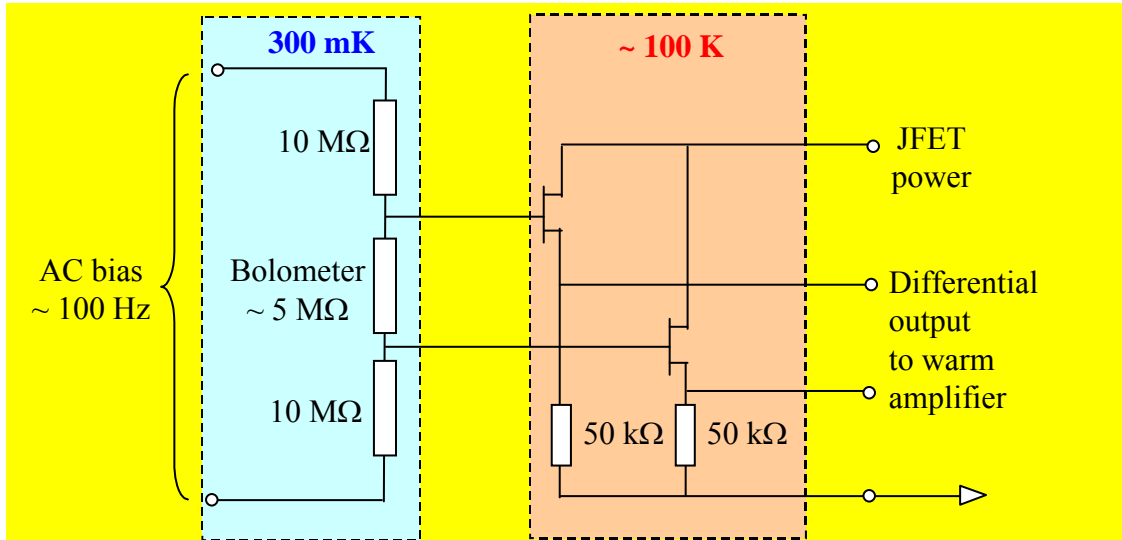 300 mK
~ 100 K
10 MΩ
JFET
power
AC bias
~ 100 Hz
Bolometer
~ 5 MΩ
Differential
output
to warm
amplifier
10 MΩ
50 kΩ
50 kΩ